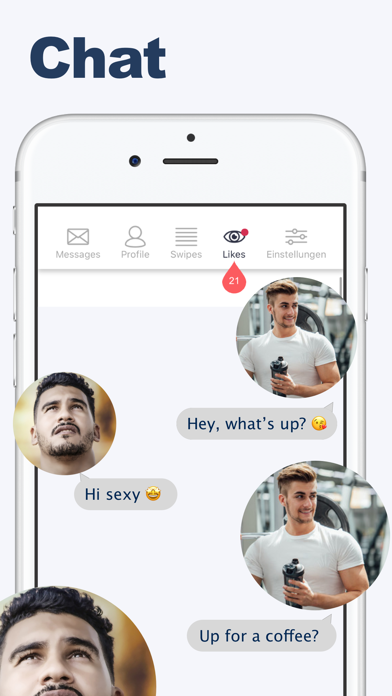 Chat
Messages
Profile
Swipes
Likes
Einstellungen
21
Hey, what's up? 😘
Hi sexy 🤩
Up for a coffee?